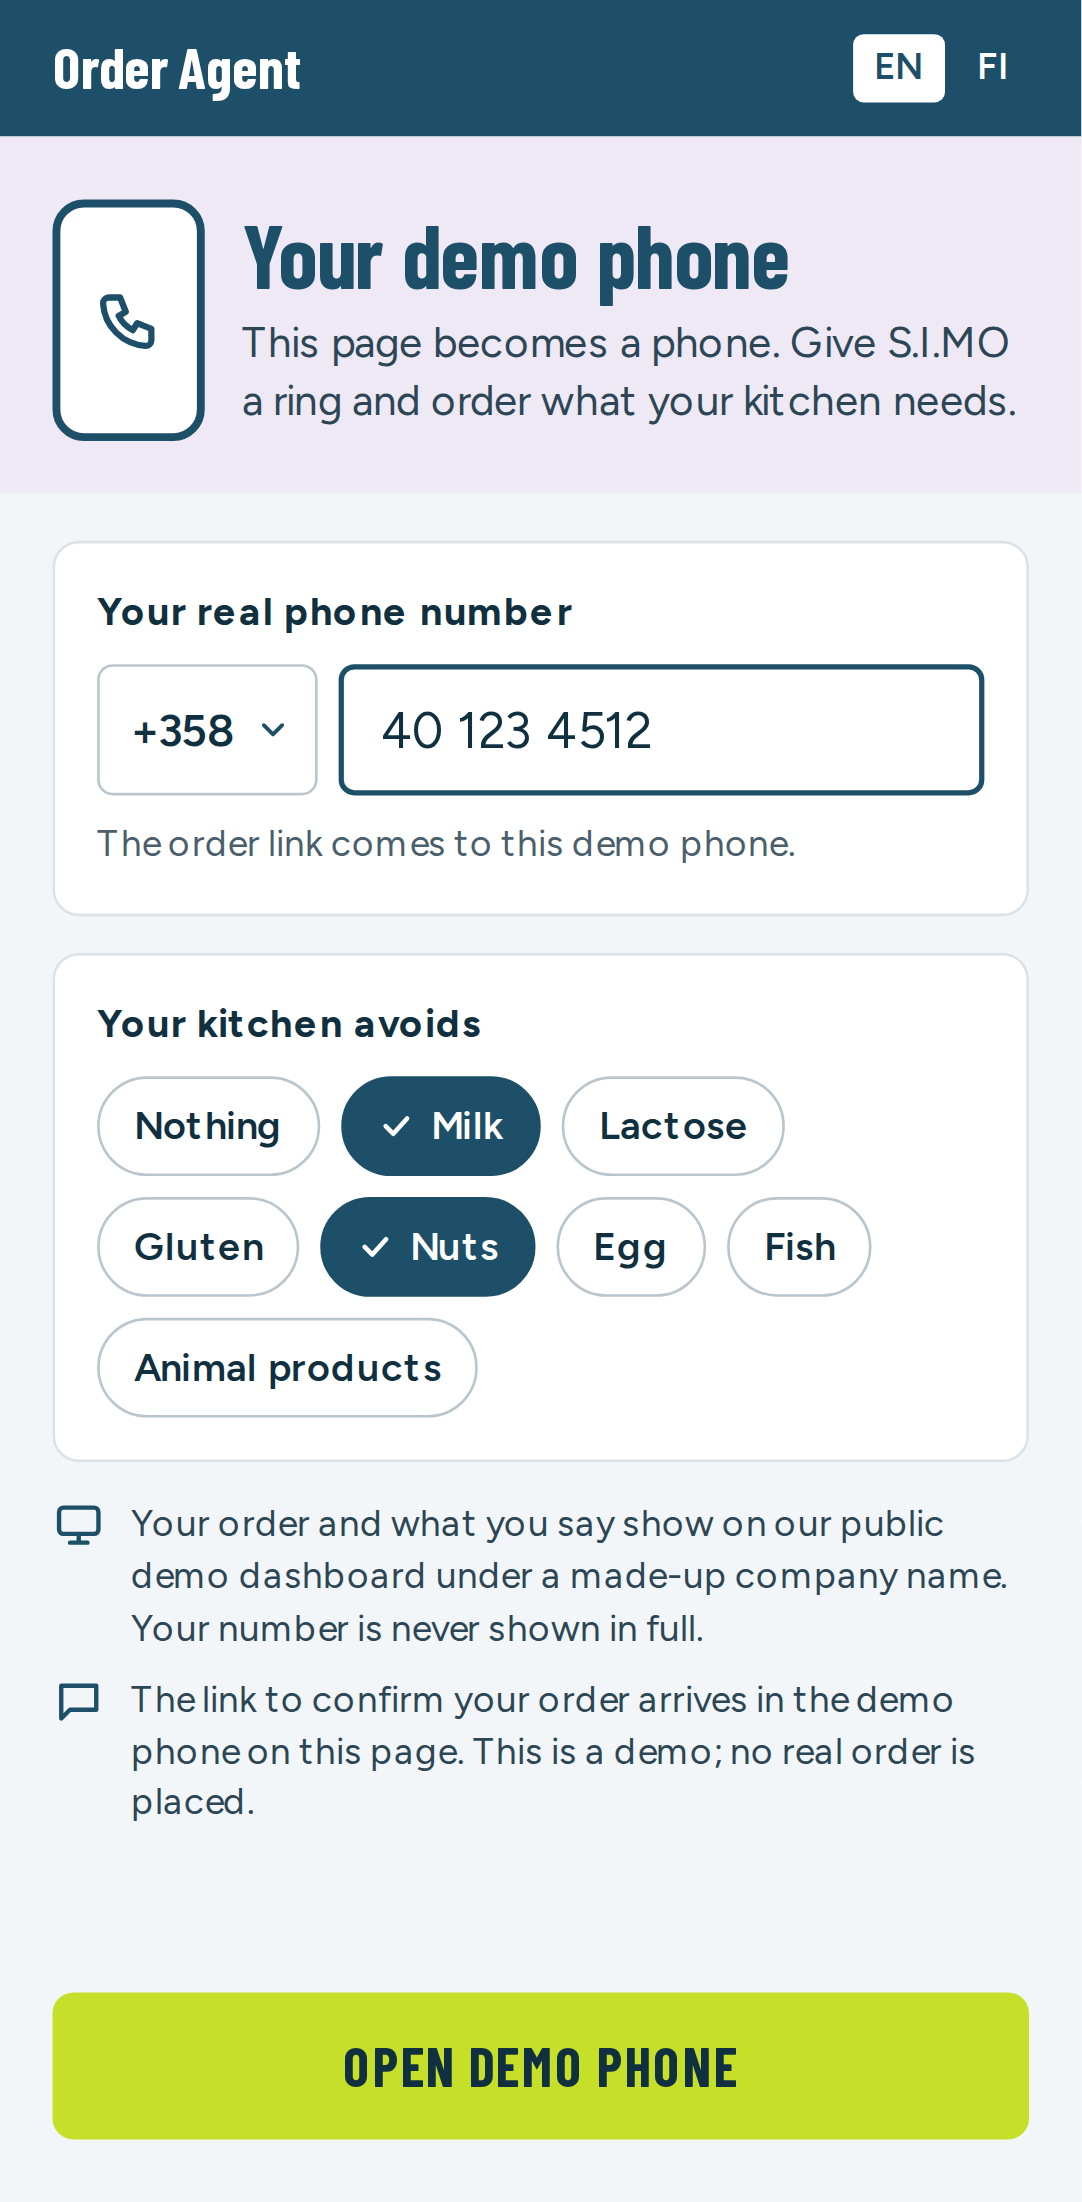 Order Agent
EN FI
Your demo phone
This page becomes a phone. Give S.I.MO
a ring and order what your kitchen needs.
Your real phone number
+358 40 123 4512
The order link comes to this demo phone.
Your kitchen avoids
Nothing Milk Lactose
Gluten Nuts Egg Fish
Animal products
Your order and what you say show on our public
demo dashboard under a made-up company name.
Your number is never shown in full.
The link to confirm your order arrives in the demo
phone on this page. This is a demo; no real order is
placed.
OPEN DEMO PHONE